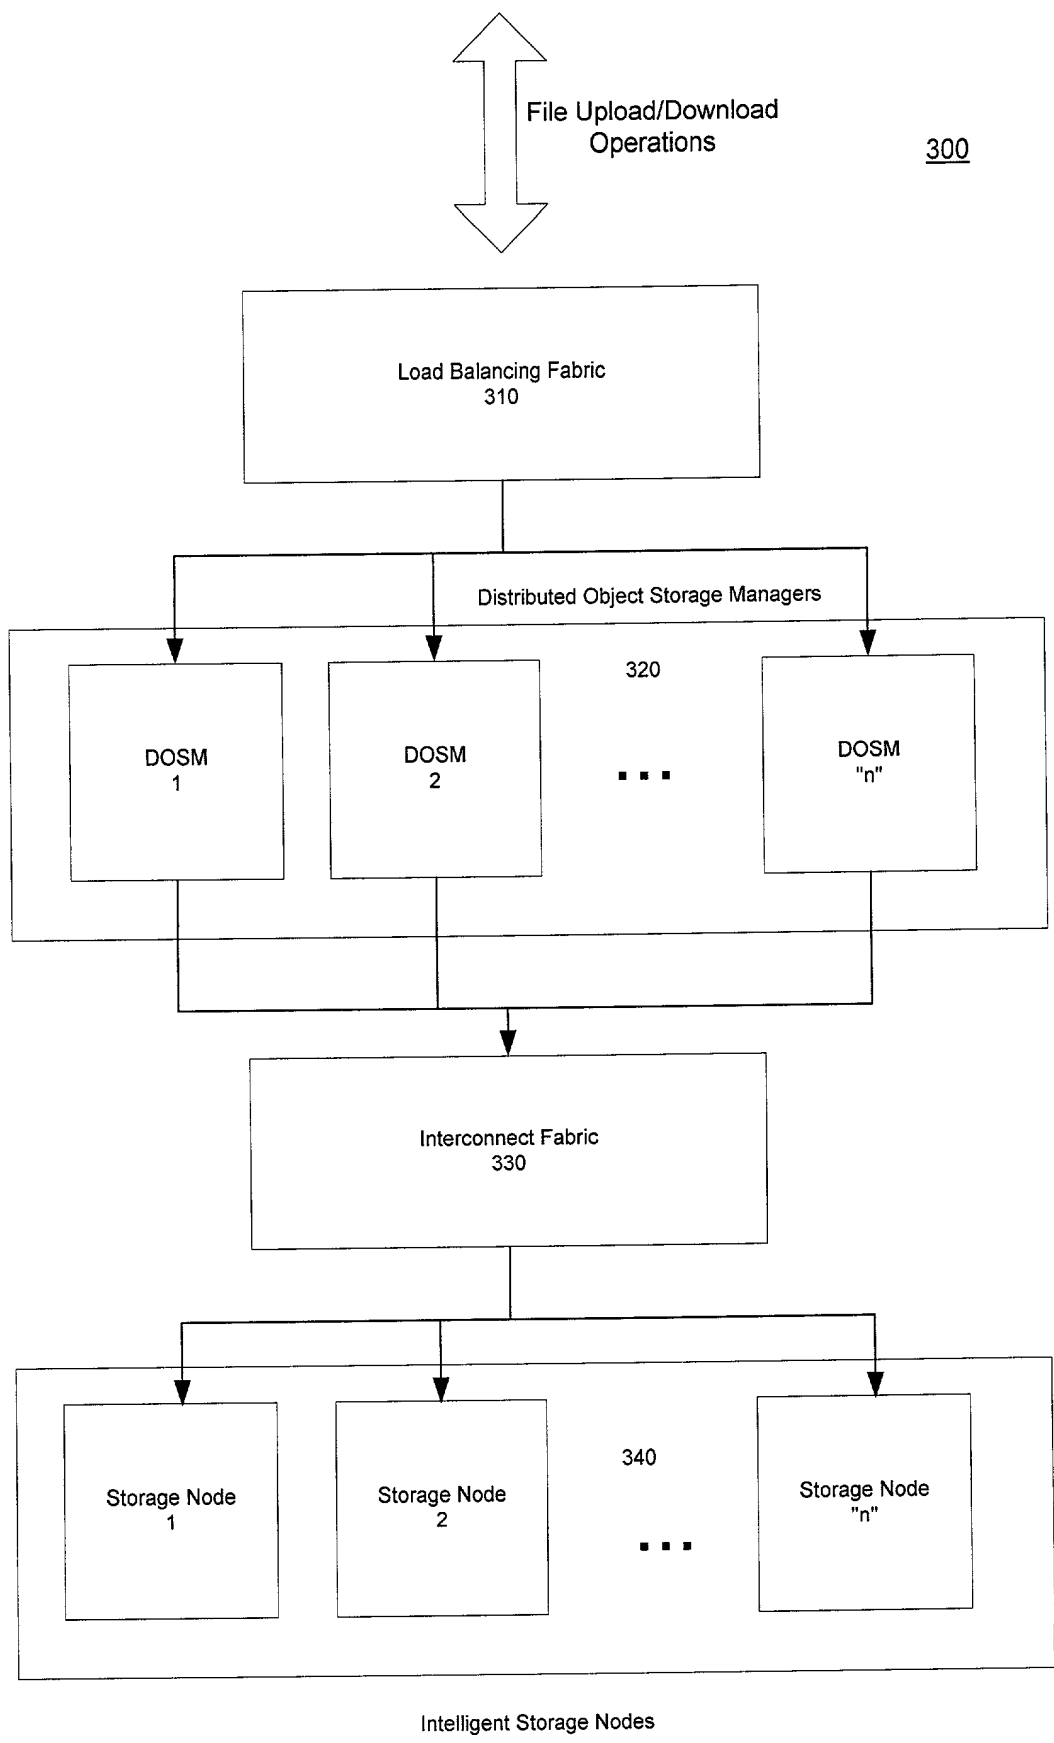 File Upload/Download
Operations
300
Load Balancing Fabric
310
Distributed Object Storage Managers
320
DOSM
1
DOSM
2
DOSM
"n"
Interconnect Fabric
330
340
Storage Node
1
Storage Node
2
Storage Node
"n"
Intelligent Storage Nodes